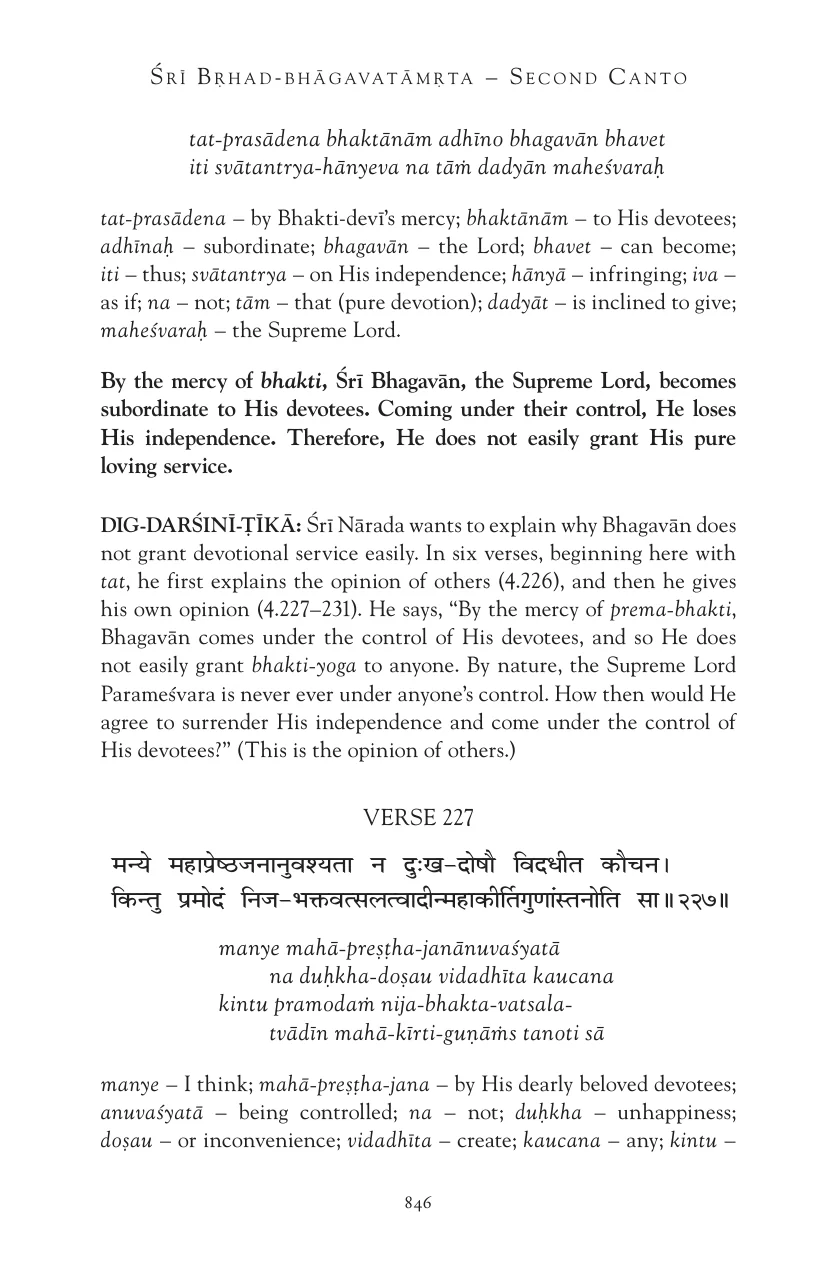 Śrī Bṛhad-bhāgavatāmṛta – Second Canto
tat-prasādena bhaktānām adhīno bhagavān bhavet
iti svātantrya-hānyeva na tāṁ dadyān maheśvaraḥ
tat-prasādena – by Bhakti-devī’s mercy; bhaktānām – to His devotees;
adhīnaḥ – subordinate; bhagavān – the Lord; bhavet – can become;
iti – thus; svātantrya – on His independence; hānyā – infringing; iva –
as if; na – not; tām – that (pure devotion); dadyāt – is inclined to give;
maheśvaraḥ – the Supreme Lord.
By the mercy of bhakti, Śrī Bhagavān, the Supreme Lord, becomes
subordinate to His devotees. Coming under their control, He loses
His independence. Therefore, He does not easily grant His pure
loving service.
DIG-DARŚINĪ-ṬĪKĀ: Śrī Nārada wants to explain why Bhagavān does
not grant devotional service easily. In six verses, beginning here with
tat, he first explains the opinion of others (4.226), and then he gives
his own opinion (4.227–231). He says, “By the mercy of prema-bhakti,
Bhagavān comes under the control of His devotees, and so He does
not easily grant bhakti-yoga to anyone. By nature, the Supreme Lord
Parameśvara is never ever under anyone’s control. How then would He
agree to surrender His independence and come under the control of
His devotees?” (This is the opinion of others.)
VERSE 227
मन्ये महाप्रेष्ठजनानुवश्यता न दुःख-दोषौ विदधीत कौचन।
किन्तु प्रमोदं निज-भक्तवत्सलत्वादीन्महाकीर्तिगुणांस्तनोति सा॥२२७॥
manye mahā-preṣṭha-janānuvaśyatā
na duḥkha-doṣau vidadhīta kaucana
kintu pramodaṁ nija-bhakta-vatsala-
tvādīn mahā-kīrti-guṇāṁs tanoti sā
manye – I think; mahā-preṣṭha-jana – by His dearly beloved devotees;
anuvaśyatā – being controlled; na – not; duḥkha – unhappiness;
doṣau – or inconvenience; vidadhīta – create; kaucana – any; kintu –
846